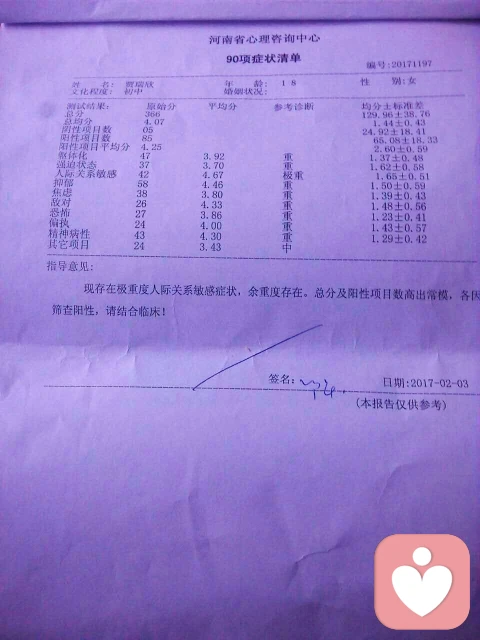 河南省心理咨询中心
90项症状清单
编号:20171197
姓 名: 贾瑞欣 年 龄: 18 性 别:女
文化程度: 初中 婚姻状况:
测试结果: 原始分 平均分 参考诊断 均分±标准差
总分 366 129.96±38.76
总均分 4.07 1.44±0.43
阴性项目数 05 24.92±18.41
阳性项目数 85 65.08±18.33
阳性项目平均分 4.25 2.60±0.59
躯体化 47 3.92 重 1.37±0.48
强迫状态 37 3.70 重 1.62±0.58
人际关系敏感 42 4.67 极重 1.65±0.51
抑郁 58 4.46 重 1.50±0.59
焦虑 38 3.80 重 1.39±0.43
敌对 26 4.33 重 1.48±0.56
恐怖 27 3.86 重 1.23±0.41
偏执 24 4.00 重 1.43±0.57
精神病性 43 4.30 重 1.29±0.42
其它项目 24 3.43 中
指导意见:
现存在极重度人际关系敏感症状，余重度存在。总分及阳性项目数高出常模，各因
筛查阳性，请结合临床！
签名: 日期:2017-02-03
(本报告仅供参考)